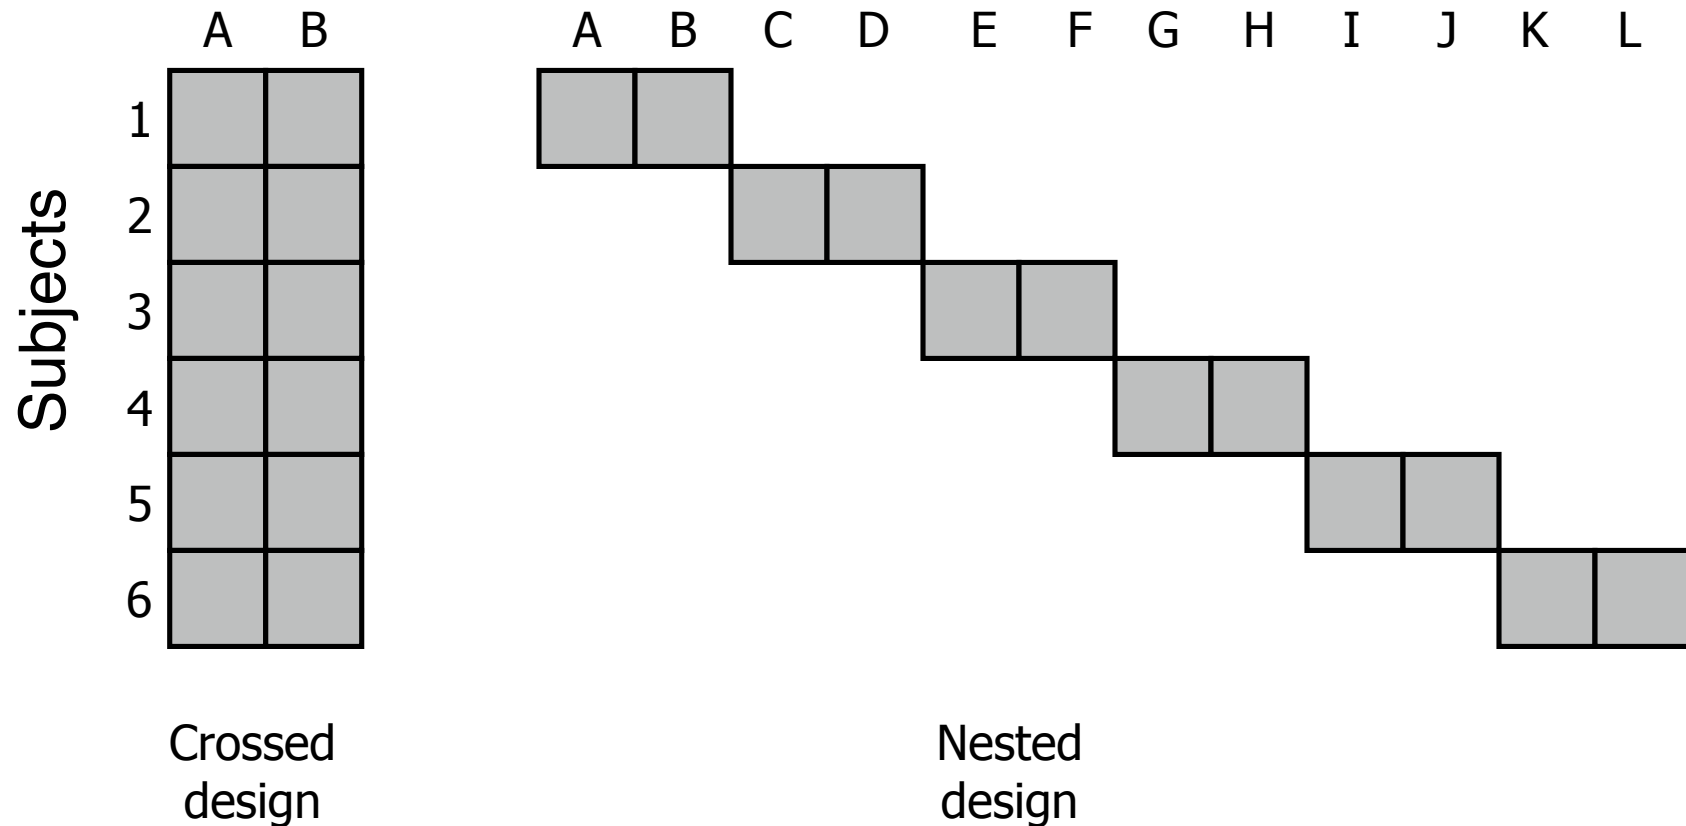 A B
A B C D E F G H I J K L
Subjects
1
2
3
4
5
6
Crossed
design
Nested
design